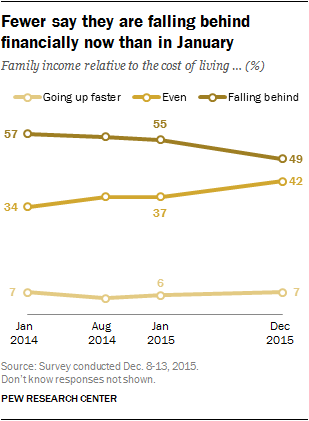 Fewer say they are falling behind
financially now than in January
Family income relative to the cost of living ... (%)
Going up faster Even Falling behind
57 55 49
34 37 42
7 6 7
Jan 2014 Aug 2014 Jan 2015 Dec 2015
Source: Survey conducted Dec. 8-13, 2015.
Don't know responses not shown.
PEW RESEARCH CENTER